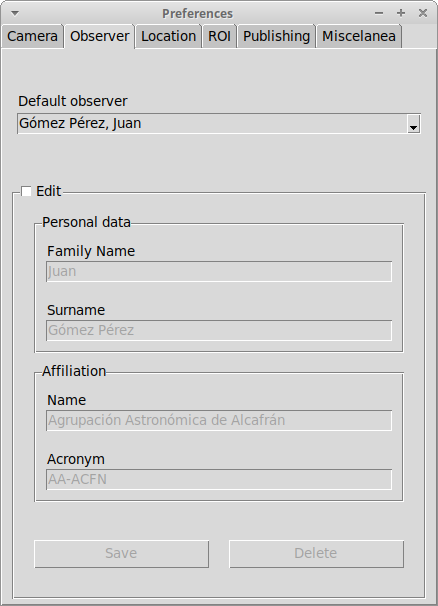 Preferences
Camera Observer Location ROI Publishing Miscelanea
Default observer
Gómez Pérez, Juan
Edit
Personal data
Family Name
Juan
Surname
Gómez Pérez
Affiliation
Name
Agrupación Astronómica de Alcafrán
Acronym
AA-ACFN
Save Delete